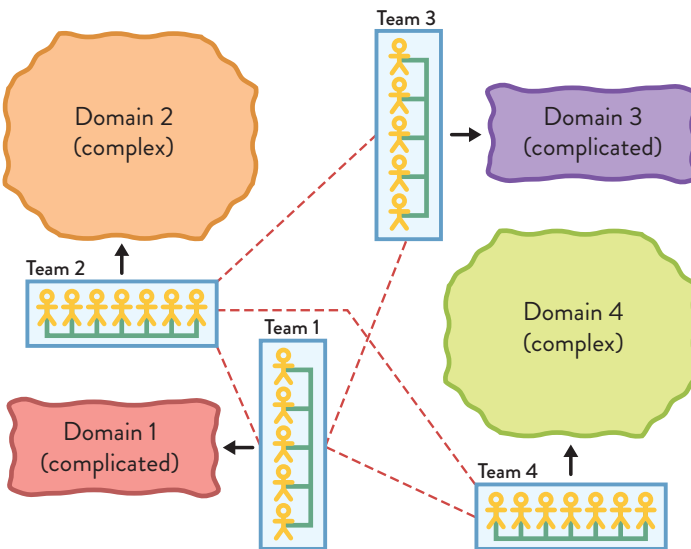 Team 3
Domain 2
(complex)
Domain 3
(complicated)
Team 2
Team 1
Domain 4
(complex)
Domain 1
(complicated)
Team 4